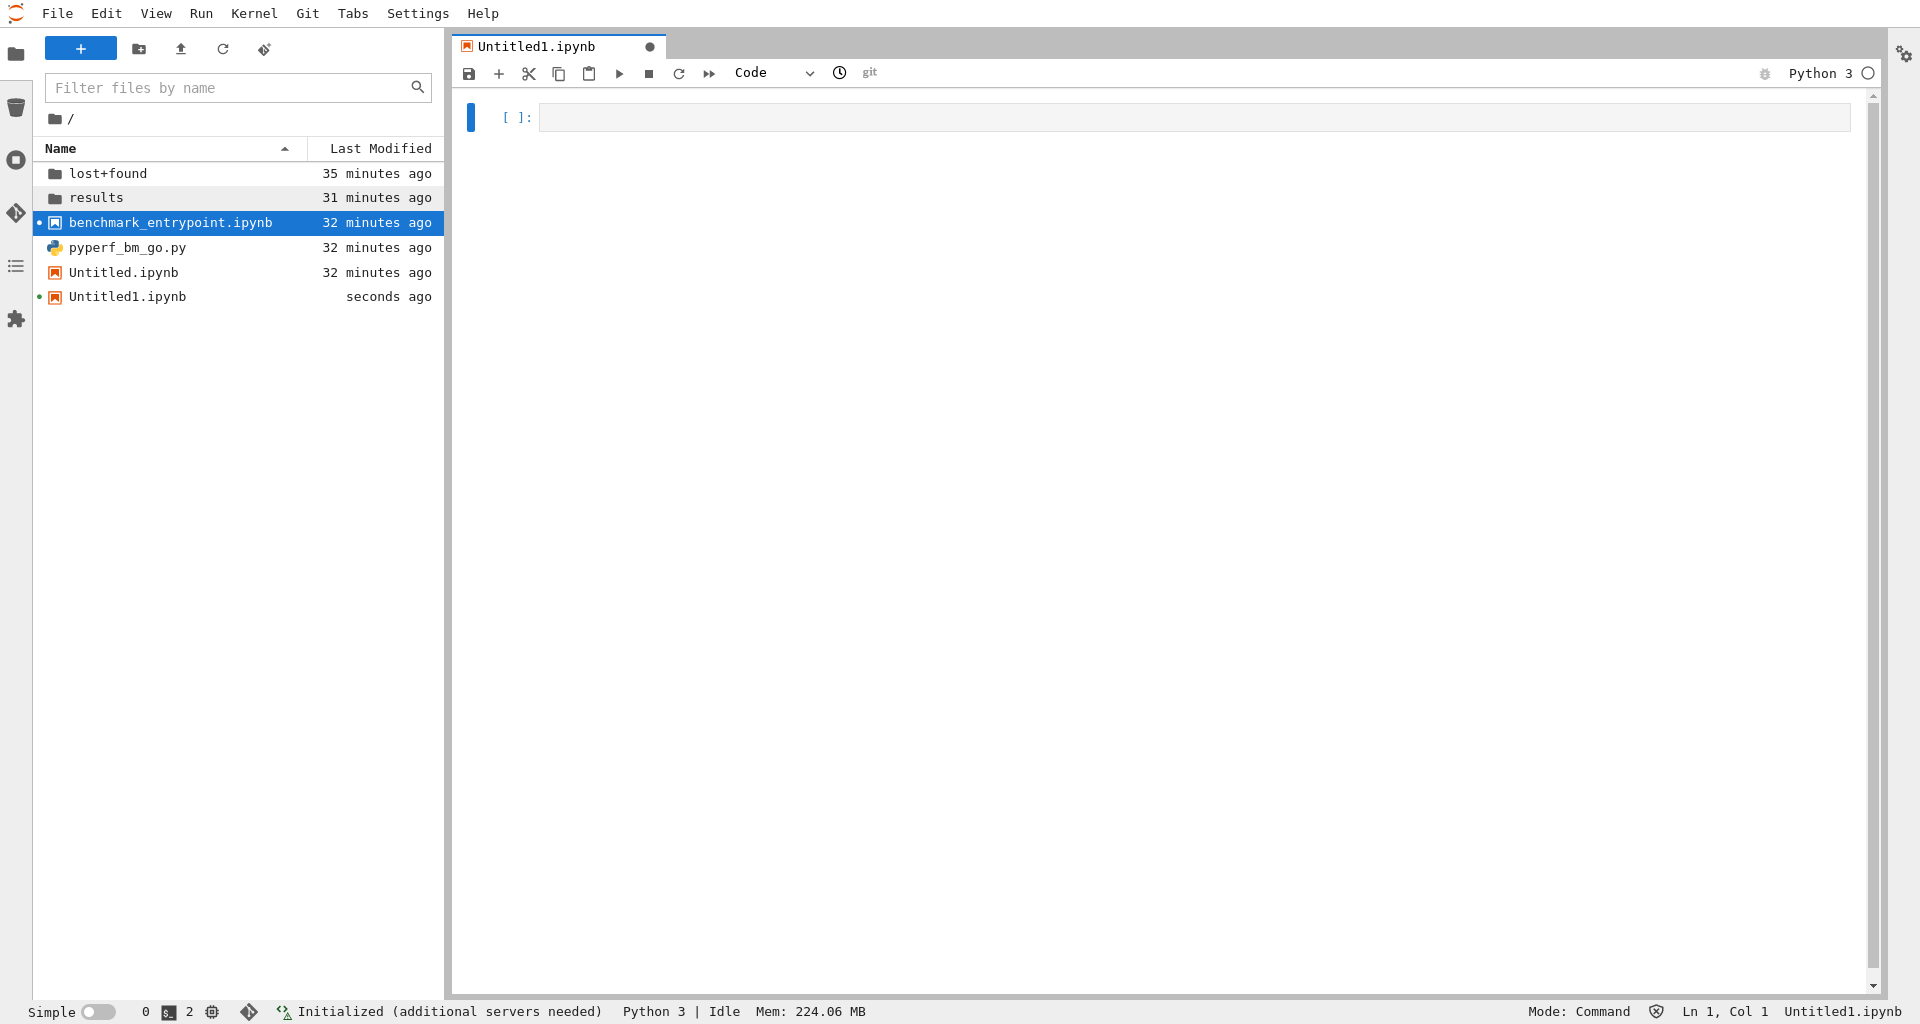 File Edit View Run Kernel Git Tabs Settings Help
Untitled1.ipynb
Code git Python 3
Filter files by name
/
[ ]:
Name Last Modified
lost+found 35 minutes ago
results 31 minutes ago
benchmark_entrypoint.ipynb 32 minutes ago
pyperf_bm_go.py 32 minutes ago
Untitled.ipynb 32 minutes ago
Untitled1.ipynb seconds ago
Simple 0 $_ 2 Initialized (additional servers needed) Python 3 | Idle Mem: 224.06 MB Mode: Command Ln 1, Col 1 Untitled1.ipynb